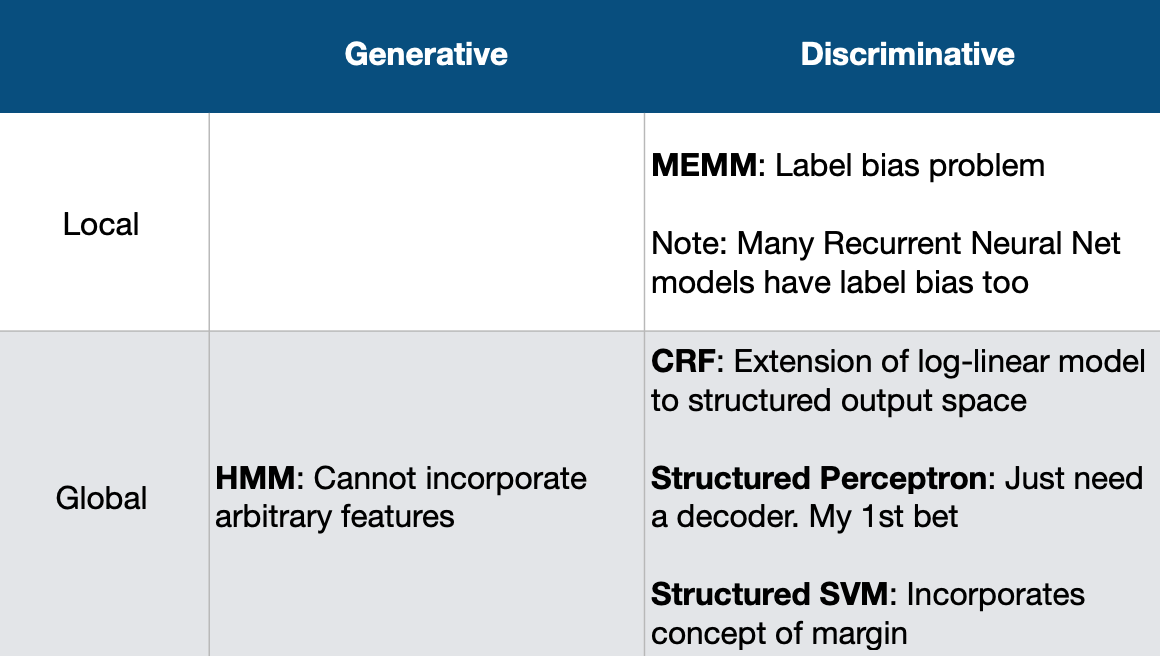 Generative
Discriminative
Local
MEMM: Label bias problem
Note: Many Recurrent Neural Net
models have label bias too
Global
HMM: Cannot incorporate
arbitrary features
CRF: Extension of log-linear model
to structured output space
Structured Perceptron: Just need
a decoder. My 1st bet
Structured SVM: Incorporates
concept of margin